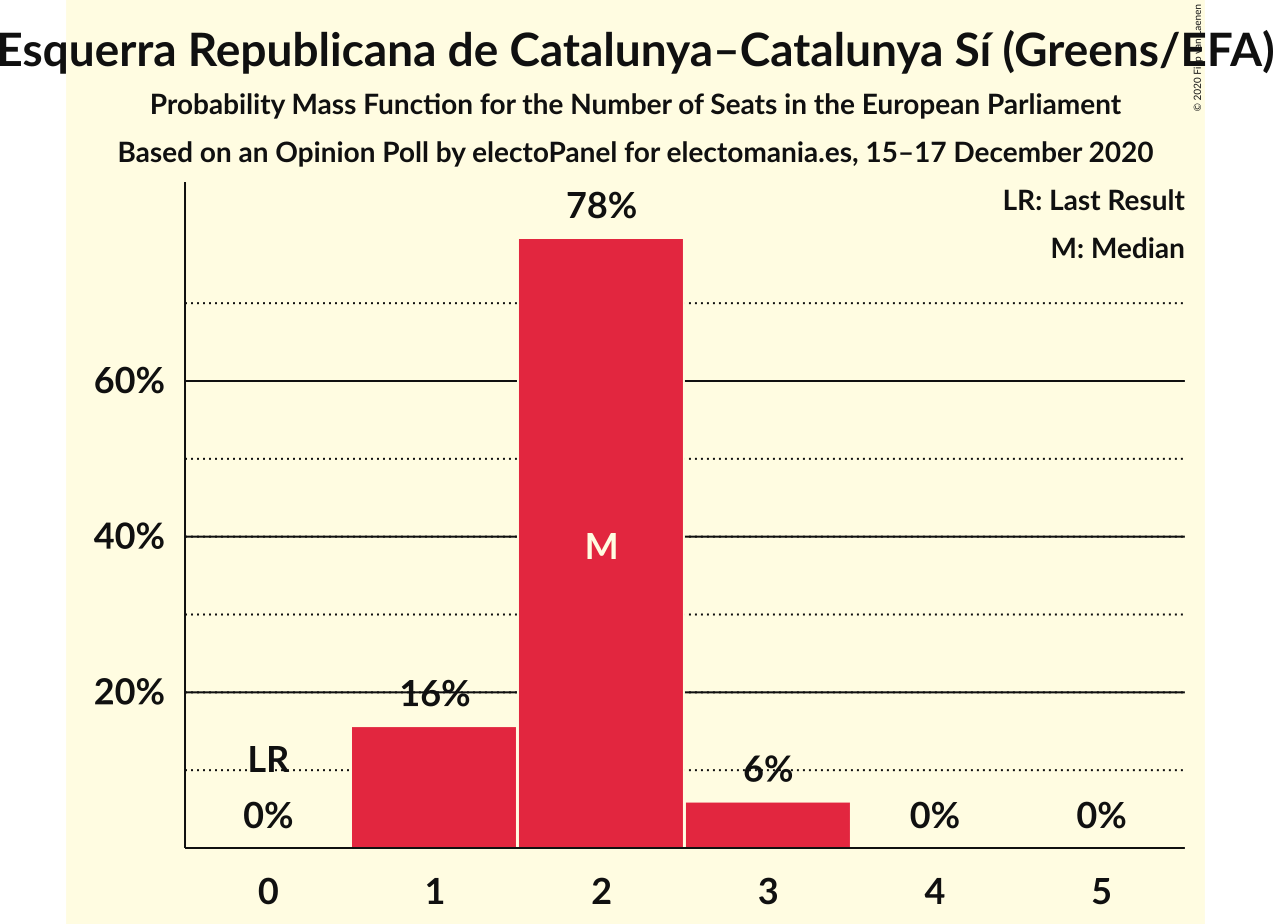 Esquerra Republicana de Catalunya–Catalunya Sí (Greens/EFA)
Probability Mass Function for the Number of Seats in the European Parliament
Based on an Opinion Poll by electoPanel for electomania.es, 15–17 December 2020
© 2020
LR: Last Result
M: Median
78%
60%
40%
M
20%
16%
LR
6%
0%
0%
0%
0
1
2
3
4
5